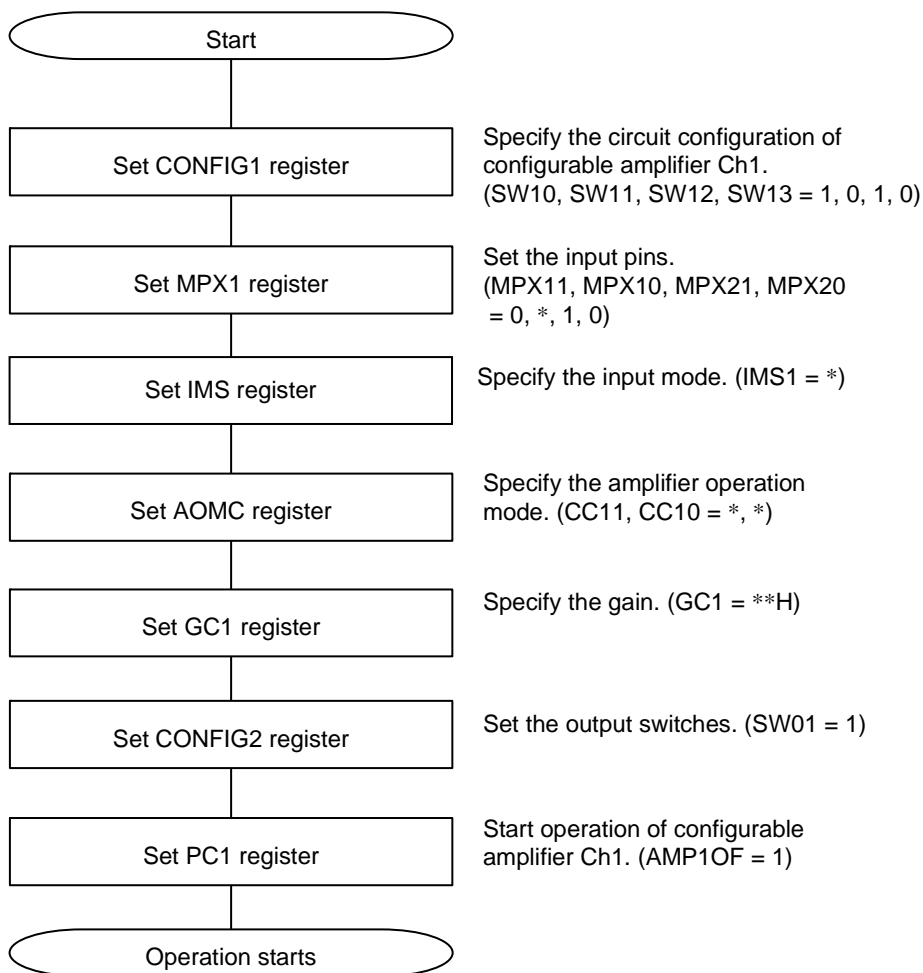 Start
Set CONFIG1 register
Specify the circuit configuration of
configurable amplifier Ch1.
(SW10, SW11, SW12, SW13 = 1, 0, 1, 0)
Set MPX1 register
Set the input pins.
(MPX11, MPX10, MPX21, MPX20
= 0, *, 1, 0)
Set IMS register
Specify the input mode. (IMS1 = *)
Set AOMC register
Specify the amplifier operation
mode. (CC11, CC10 = *, *)
Set GC1 register
Specify the gain. (GC1 = **H)
Set CONFIG2 register
Set the output switches. (SW01 = 1)
Set PC1 register
Start operation of configurable
amplifier Ch1. (AMP1OF = 1)
Operation starts